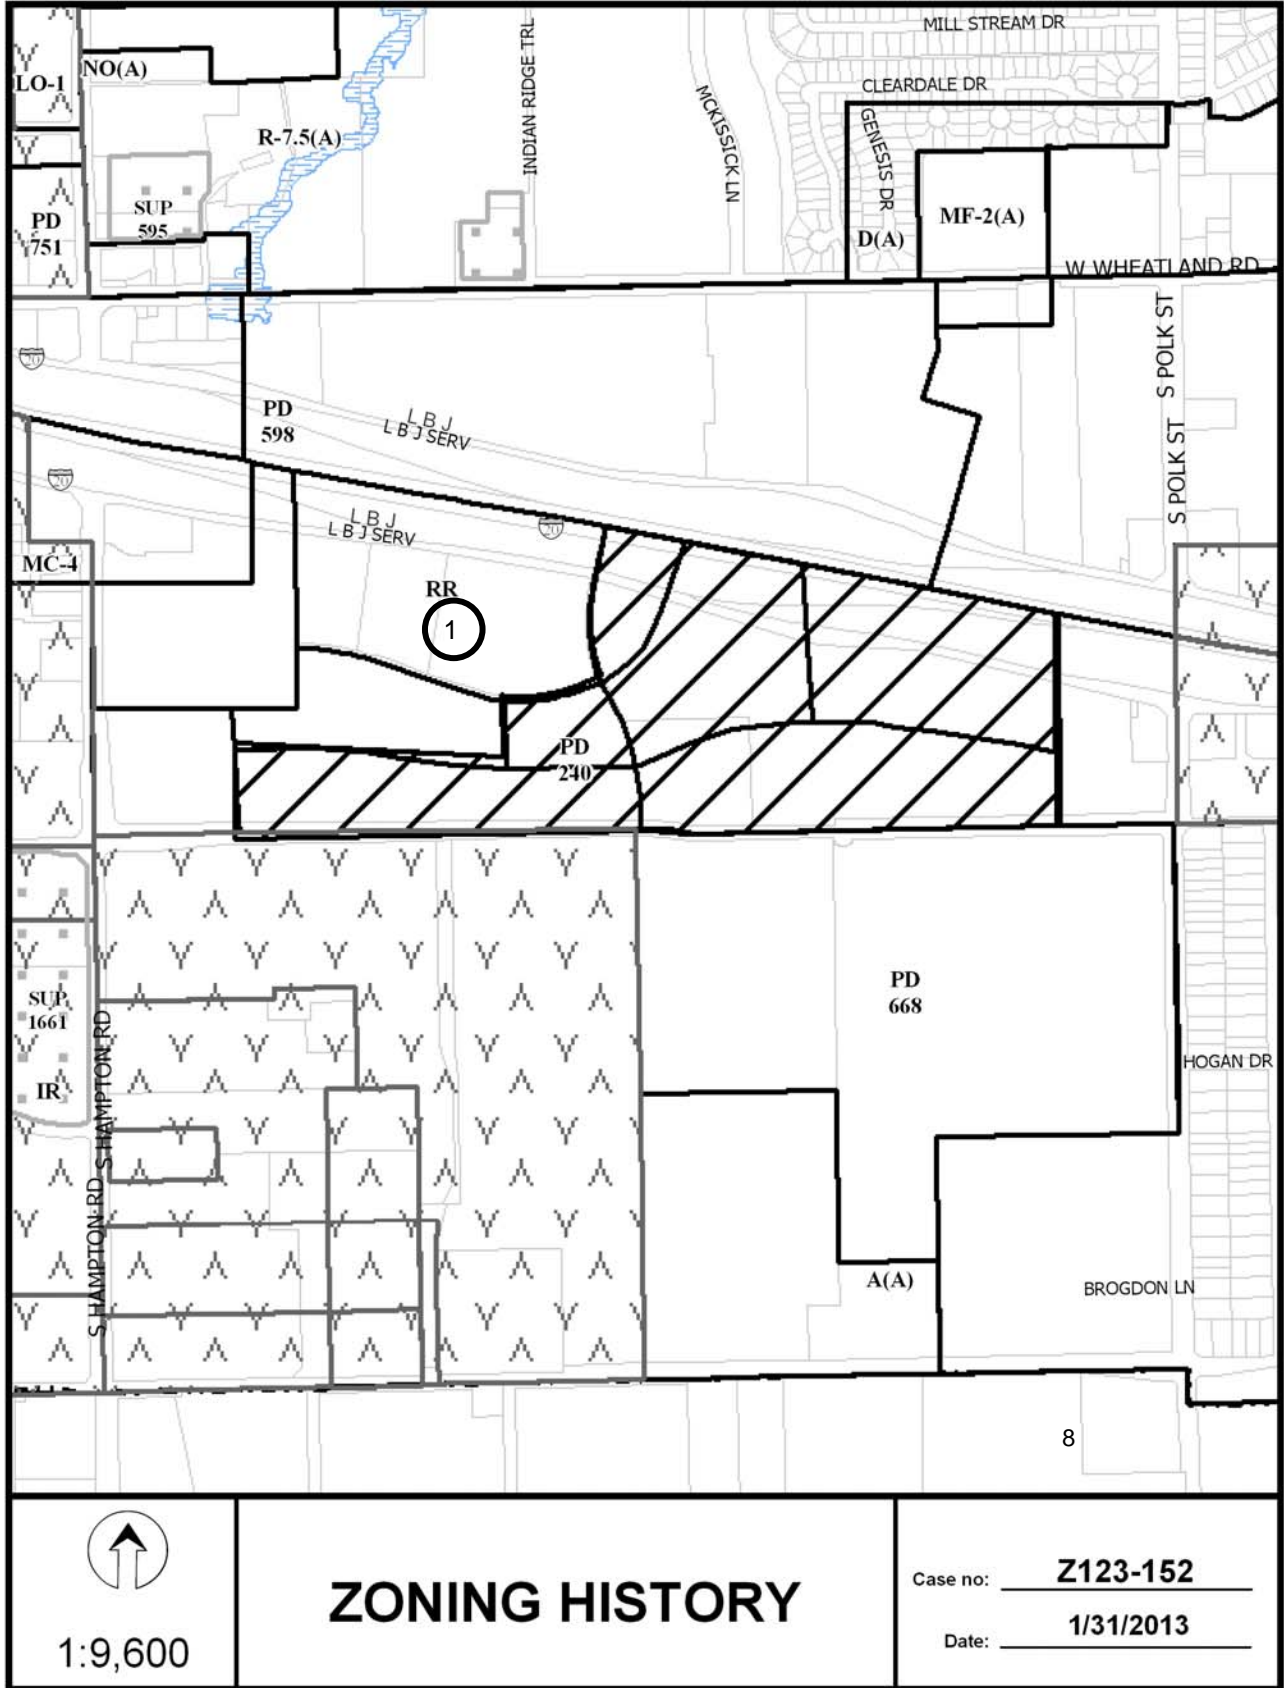 MILL STREAM DR
INDIAN RIDGE TRL
NO(A)
LO-1
CLEARDALE DR
MCKISSICK LN
GENESIS DR
R-7.5(A)
SUP
595
PD
751
MF-2(A)
D(A)
W WHEATLAND RD
S POLK ST
20
PD
598
L B J
L B J SERV
S POLK ST
20
L B J
L B J SERV
20
MC-4
RR
1
PD
240
PD
668
SUP
1661
S HAMPTON RD
IR
HOGAN DR
S HAMPTON RD
A(A)
BROGDON LN
8
1:9,600
ZONING HISTORY
Case no: Z123-152
Date: 1/31/2013